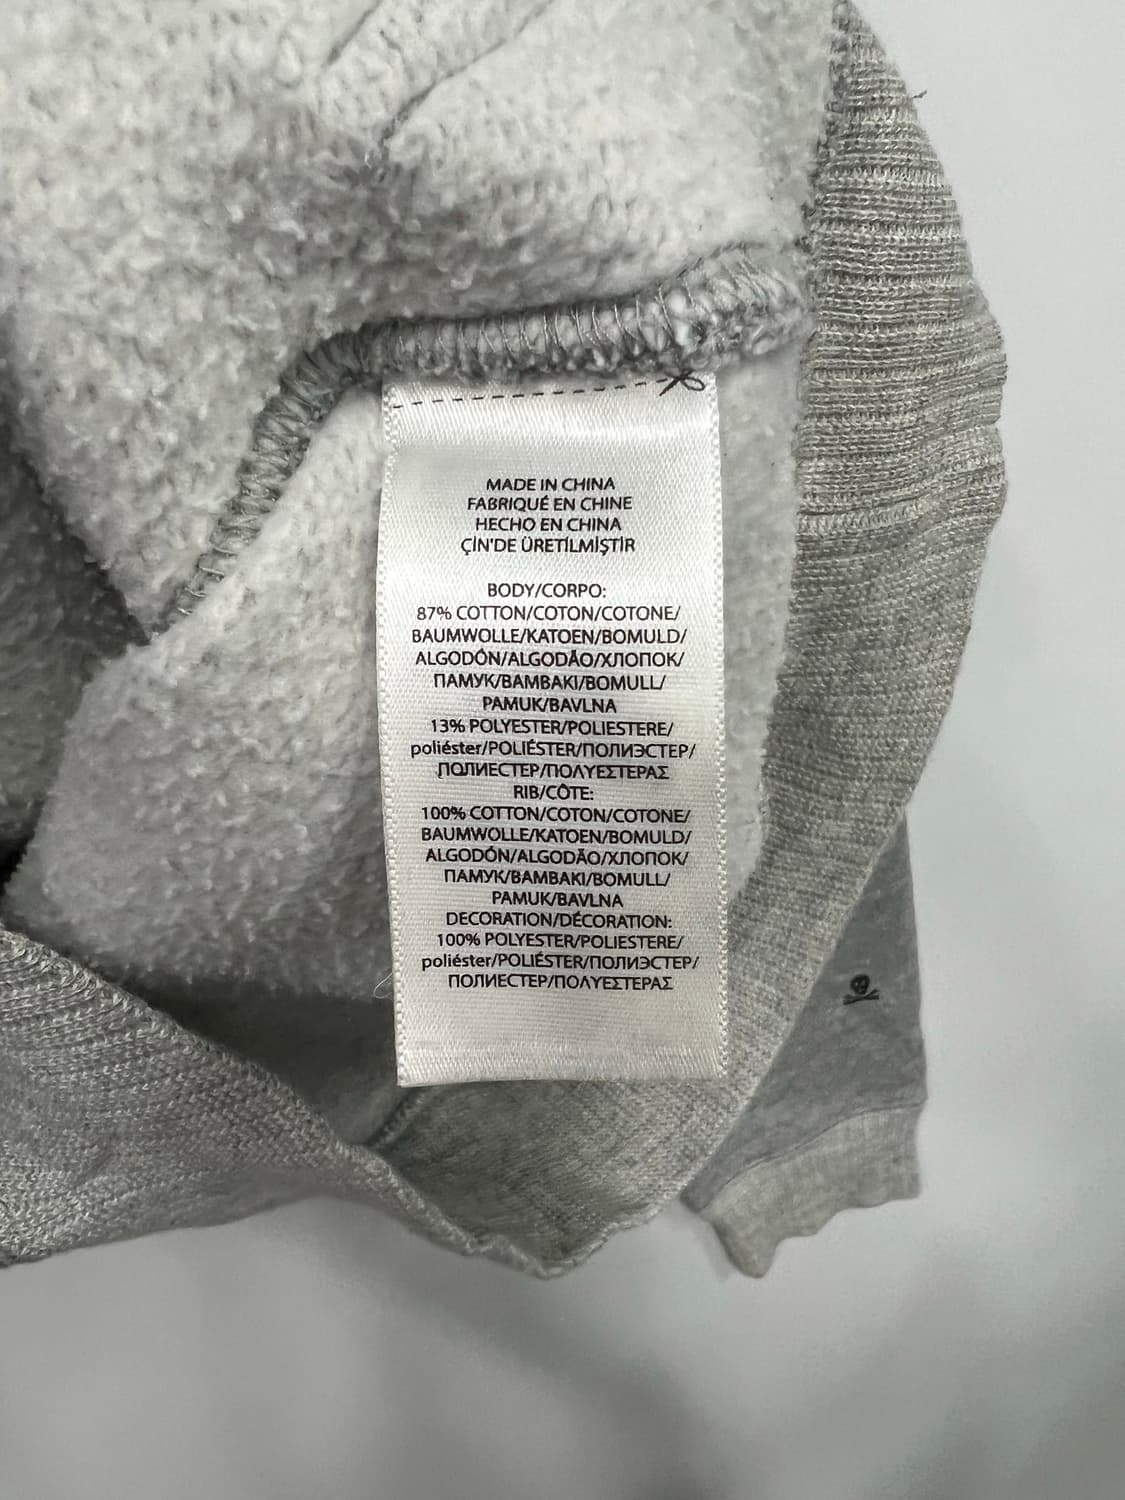 MADE IN CHINA
FABRIQUÉ EN CHINE
HECHO EN CHINA
ÇİN'DE ÜRETİLMİŞTİR
BODY/CORPO:
87% COTTON/COTON/COTONE/
BAUMWOLLE/KATOEN/BOMULD/
ALGODÓN/ALGODÃO/ХЛОПОК/
ПАМУК/BAMBAKI/BOMULL/
PAMUK/BAVLNA
13% POLYESTER/POLIESTERE/
poliéster/POLIÉSTER/ПОЛИЭСТЕР/
ПОЛИЕСТЕР/ΠΟΛΥΕΣΤΕΡΑΣ
RIB/CÔTE:
100% COTTON/COTON/COTONE/
BAUMWOLLE/KATOEN/BOMULD/
ALGODÓN/ALGODÃO/ХЛОПОК/
ПАМУК/BAMBAKI/BOMULL/
PAMUK/BAVLNA
DECORATION/DÉCORATION:
100% POLYESTER/POLIESTERE/
poliéster/POLIÉSTER/ПОЛИЭСТЕР/
ПОЛИЕСТЕР/ΠΟΛΥΕΣΤΕΡΑΣ